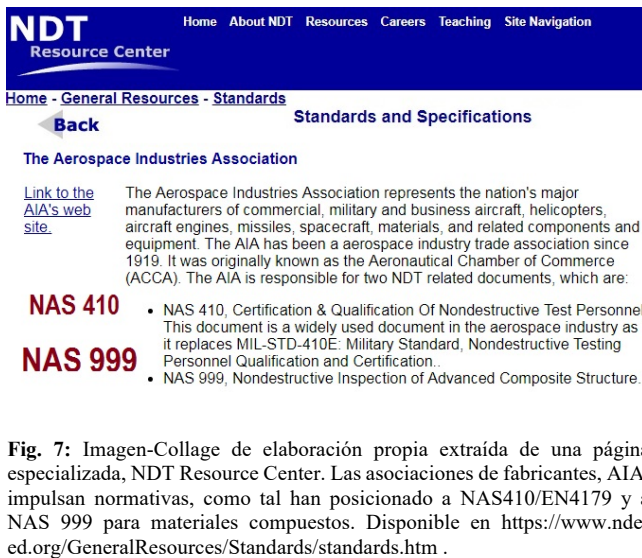 NDT
Resource Center
Home About NDT Resources Careers Teaching Site Navigation
Home - General Resources - Standards
Back
Standards and Specifications
The Aerospace Industries Association
Link to the
AIA's web
site.
The Aerospace Industries Association represents the nation's major
manufacturers of commercial, military and business aircraft, helicopters,
aircraft engines, missiles, spacecraft, materials, and related components and
equipment. The AIA has been a aerospace industry trade association since
1919. It was originally known as the Aeronautical Chamber of Commerce
(ACCA). The AIA is responsible for two NDT related documents, which are:
NAS 410
NAS 999
• NAS 410, Certification & Qualification Of Nondestructive Test Personnel
This document is a widely used document in the aerospace industry as
it replaces MIL-STD-410E: Military Standard, Nondestructive Testing
Personnel Qualification and Certification..
• NAS 999, Nondestructive Inspection of Advanced Composite Structure.
Fig. 7: Imagen-Collage de elaboración propia extraída de una página
especializada, NDT Resource Center. Las asociaciones de fabricantes, AIA
impulsan normativas, como tal han posicionado a NAS410/EN4179 y a
NAS 999 para materiales compuestos. Disponible en https://www.nde-
ed.org/GeneralResources/Standards/standards.htm .